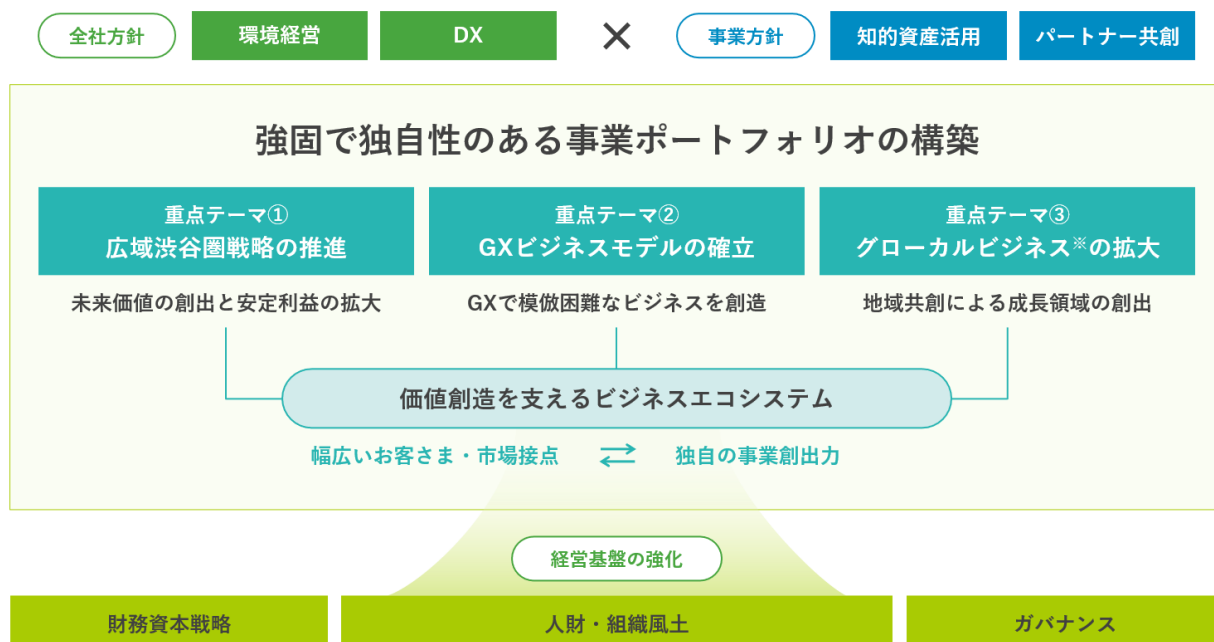 全社方針 環境経営 DX × 事業方針 知的資産活用 パートナー共創
強固で独自性のある事業ポートフォリオの構築
重点テーマ①
広域渋谷圏戦略の推進
未来価値の創出と安定利益の拡大
重点テーマ②
GXビジネスモデルの確立
GXで模倣困難なビジネスを創造
重点テーマ③
グローカルビジネス※の拡大
地域共創による成長領域の創出
価値創造を支えるビジネスエコシステム
幅広いお客さま・市場接点 ⇄ 独自の事業創出力
経営基盤の強化
財務資本戦略 人財・組織風土 ガバナンス